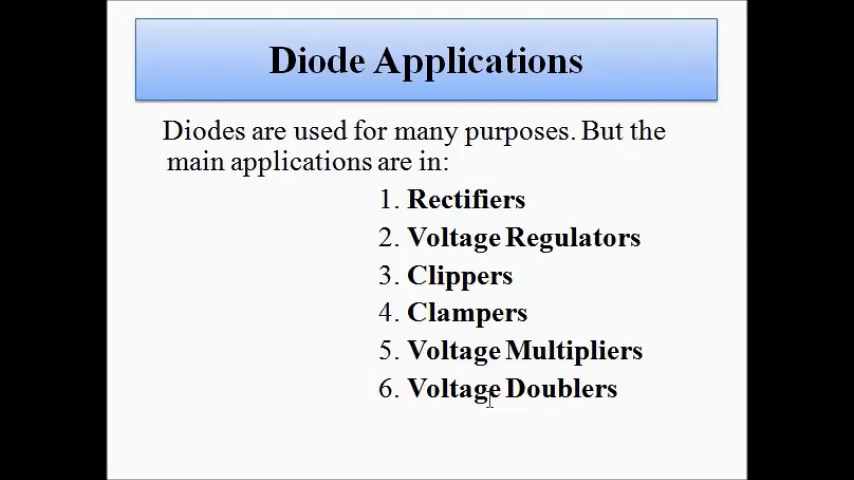 Diode Applications
Diodes are used for many purposes. But the
main applications are in:
1. Rectifiers
2. Voltage Regulators
3. Clippers
4. Clampers
5. Voltage Multipliers
6. Voltage Doublers